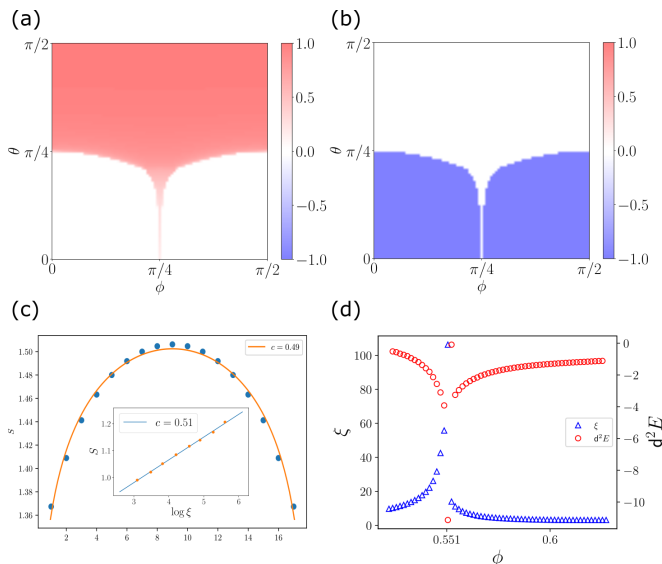 (a)
π/2
π/4
0
θ
0 π/4 π/2
ϕ
1.0
0.5
0.0
−0.5
−1.0
(b)
π/2
π/4
0
θ
0 π/4 π/2
ϕ
1.0
0.5
0.0
−0.5
−1.0
(c)
1.50
1.48
1.46
1.44
1.42
1.40
1.38
1.36
s
2 4 6 8 10 12 14 16
c = 0.49
c = 0.51
1.2
1.1
1.0
S
3 4 5 6
log ξ
(d)
100
80
60
40
20
0
ξ
0.551 0.6
ϕ
ξ
d²E
0
−2
−4
−6
−8
−10
d²E